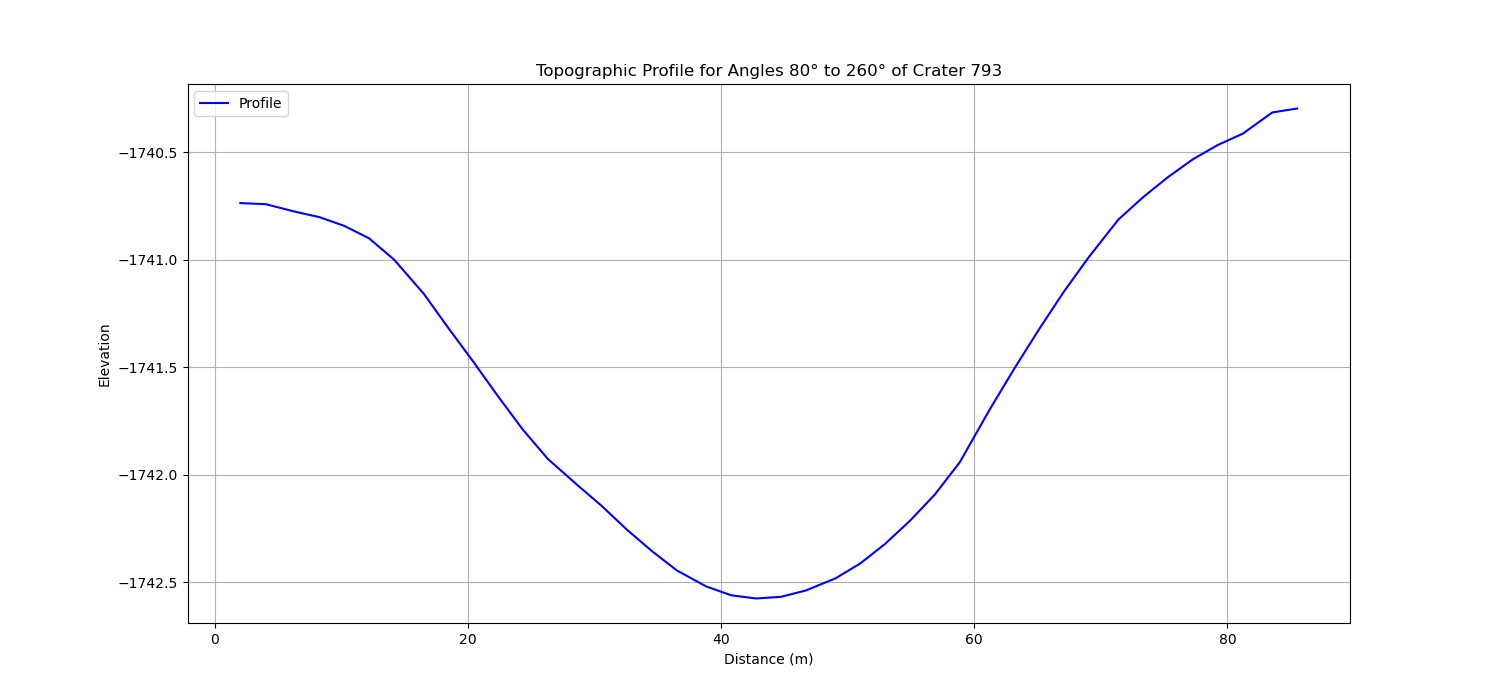 Topographic Profile for Angles 80° to 260° of Crater 793
Profile
−1740.5
−1741.0
−1741.5
−1742.0
−1742.5
Elevation
0 20 40 60 80
Distance (m)